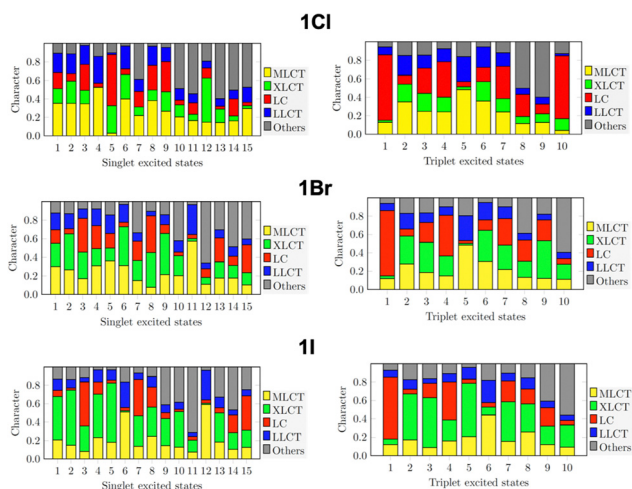 1Cl
Character
0.8
0.6
0.4
0.2
0.0
1 2 3 4 5 6 7 8 9 10 11 12 13 14 15
Singlet excited states
MLCT
XLCT
LC
LLCT
Others
Character
0.8
0.6
0.4
0.2
0.0
1 2 3 4 5 6 7 8 9 10
Triplet excited states
MLCT
XLCT
LC
LLCT
Others
1Br
Character
0.8
0.6
0.4
0.2
0.0
1 2 3 4 5 6 7 8 9 10 11 12 13 14 15
Singlet excited states
MLCT
XLCT
LC
LLCT
Others
Character
0.8
0.6
0.4
0.2
0.0
1 2 3 4 5 6 7 8 9 10
Triplet excited states
MLCT
XLCT
LC
LLCT
Others
1I
Character
0.8
0.6
0.4
0.2
0.0
1 2 3 4 5 6 7 8 9 10 11 12 13 14 15
Singlet excited states
MLCT
XLCT
LC
LLCT
Others
Character
0.8
0.6
0.4
0.2
0.0
1 2 3 4 5 6 7 8 9 10
Triplet excited states
MLCT
XLCT
LC
LLCT
Others